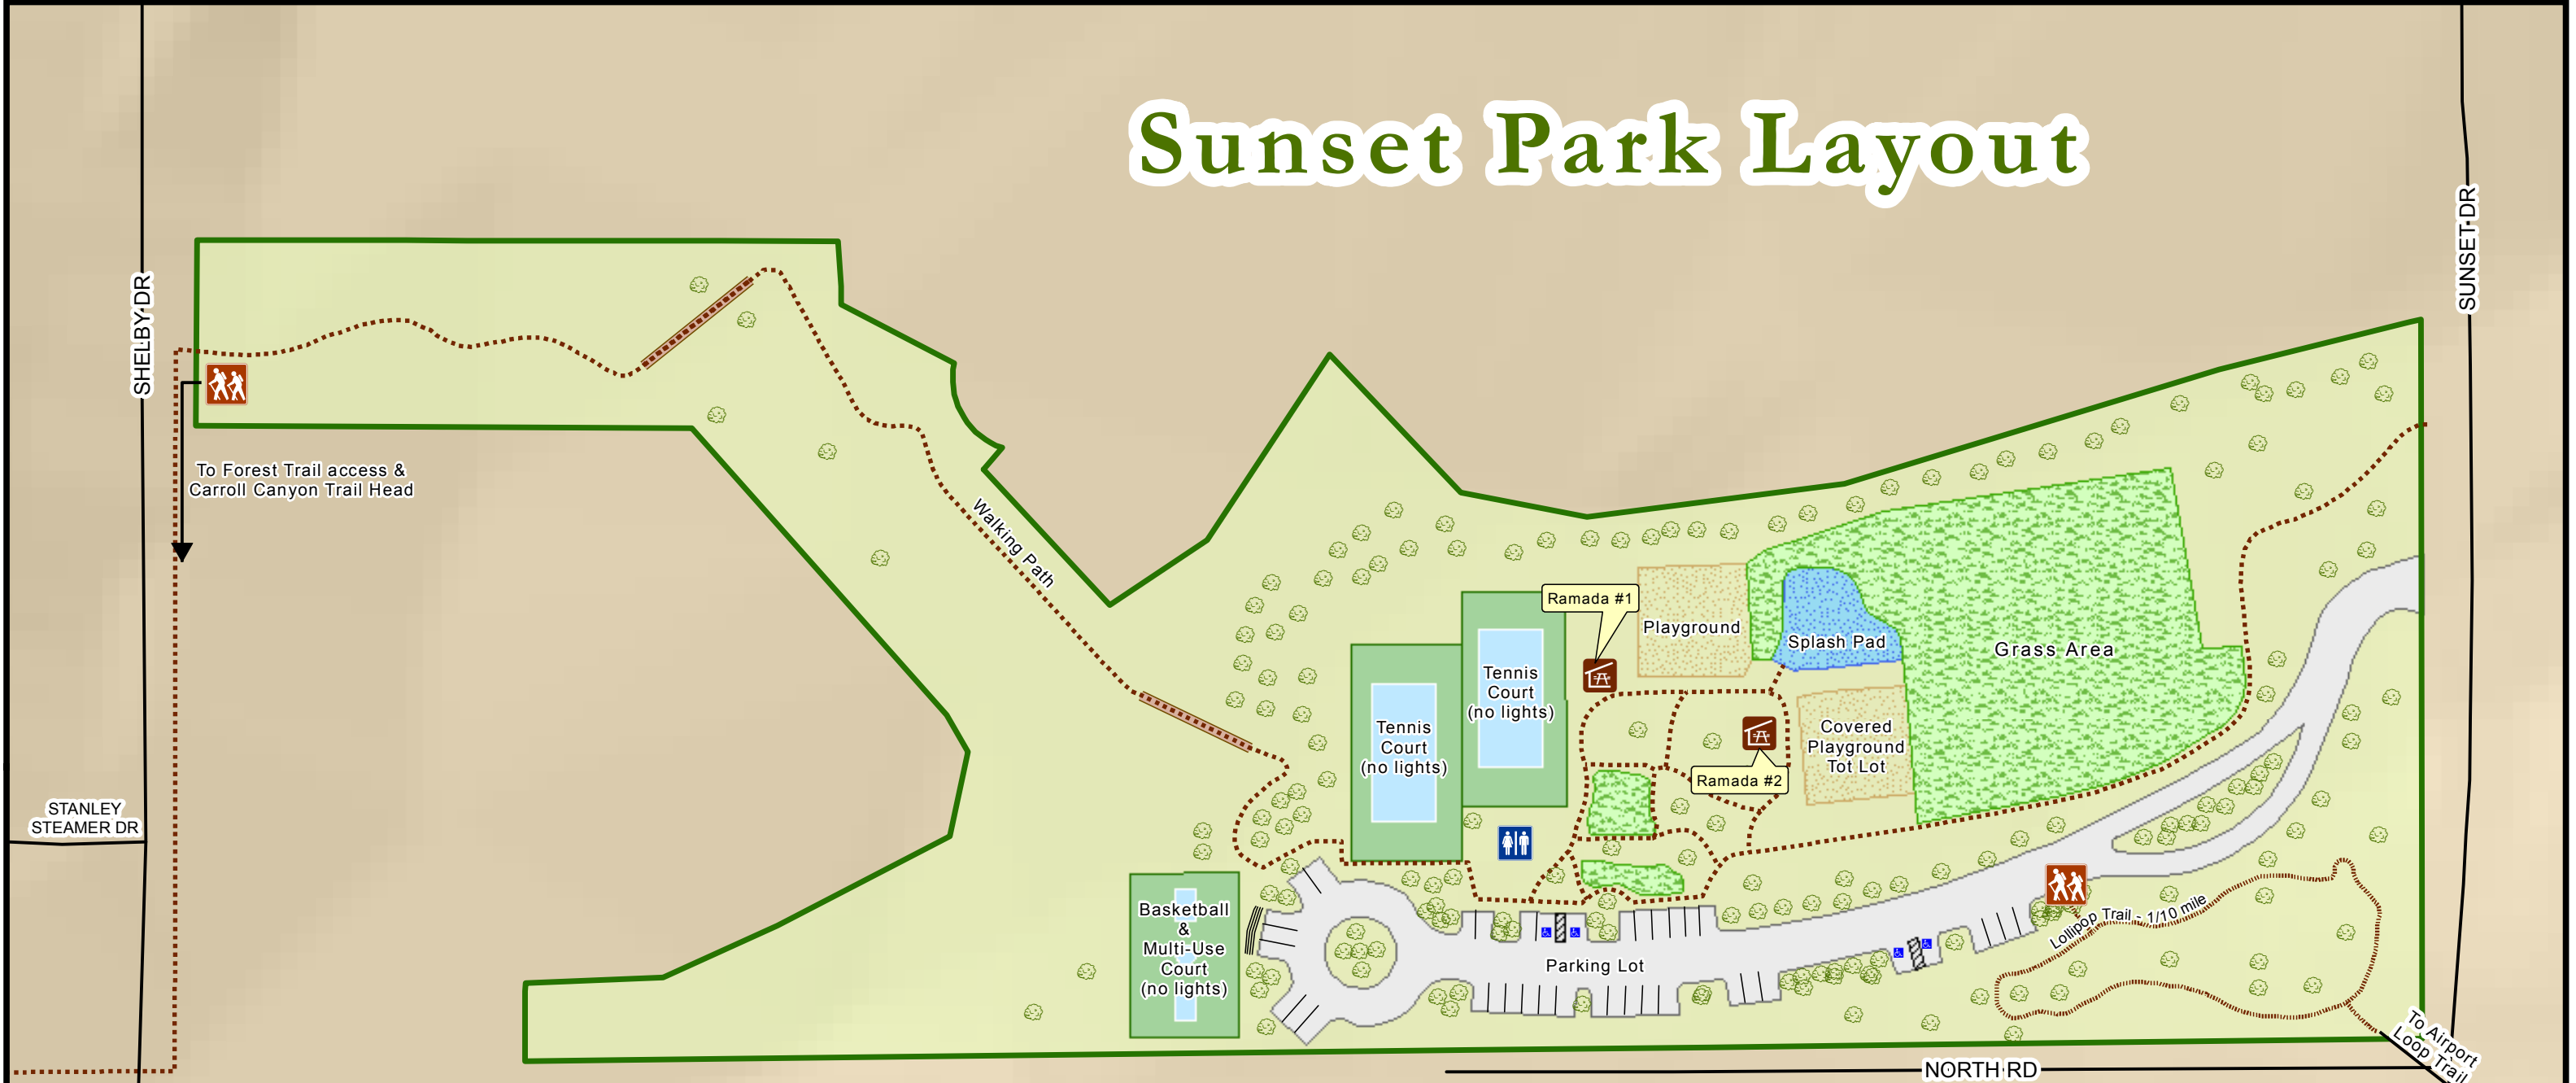 Sunset Park Layout
SHELBY DR
SUNSET DR
To Forest Trail access &
Carroll Canyon Trail Head
Walking Path
Ramada #1
Playground
Splash Pad
Grass Area
Tennis
Court
(no lights)
Tennis
Court
(no lights)
Covered
Playground
Tot Lot
Ramada #2
STANLEY
STEAMER DR
Basketball
&
Multi-Use
Court
(no lights)
Parking Lot
Lollipop Trail - 1/10 mile
To Airport
Loop Trail
NORTH RD